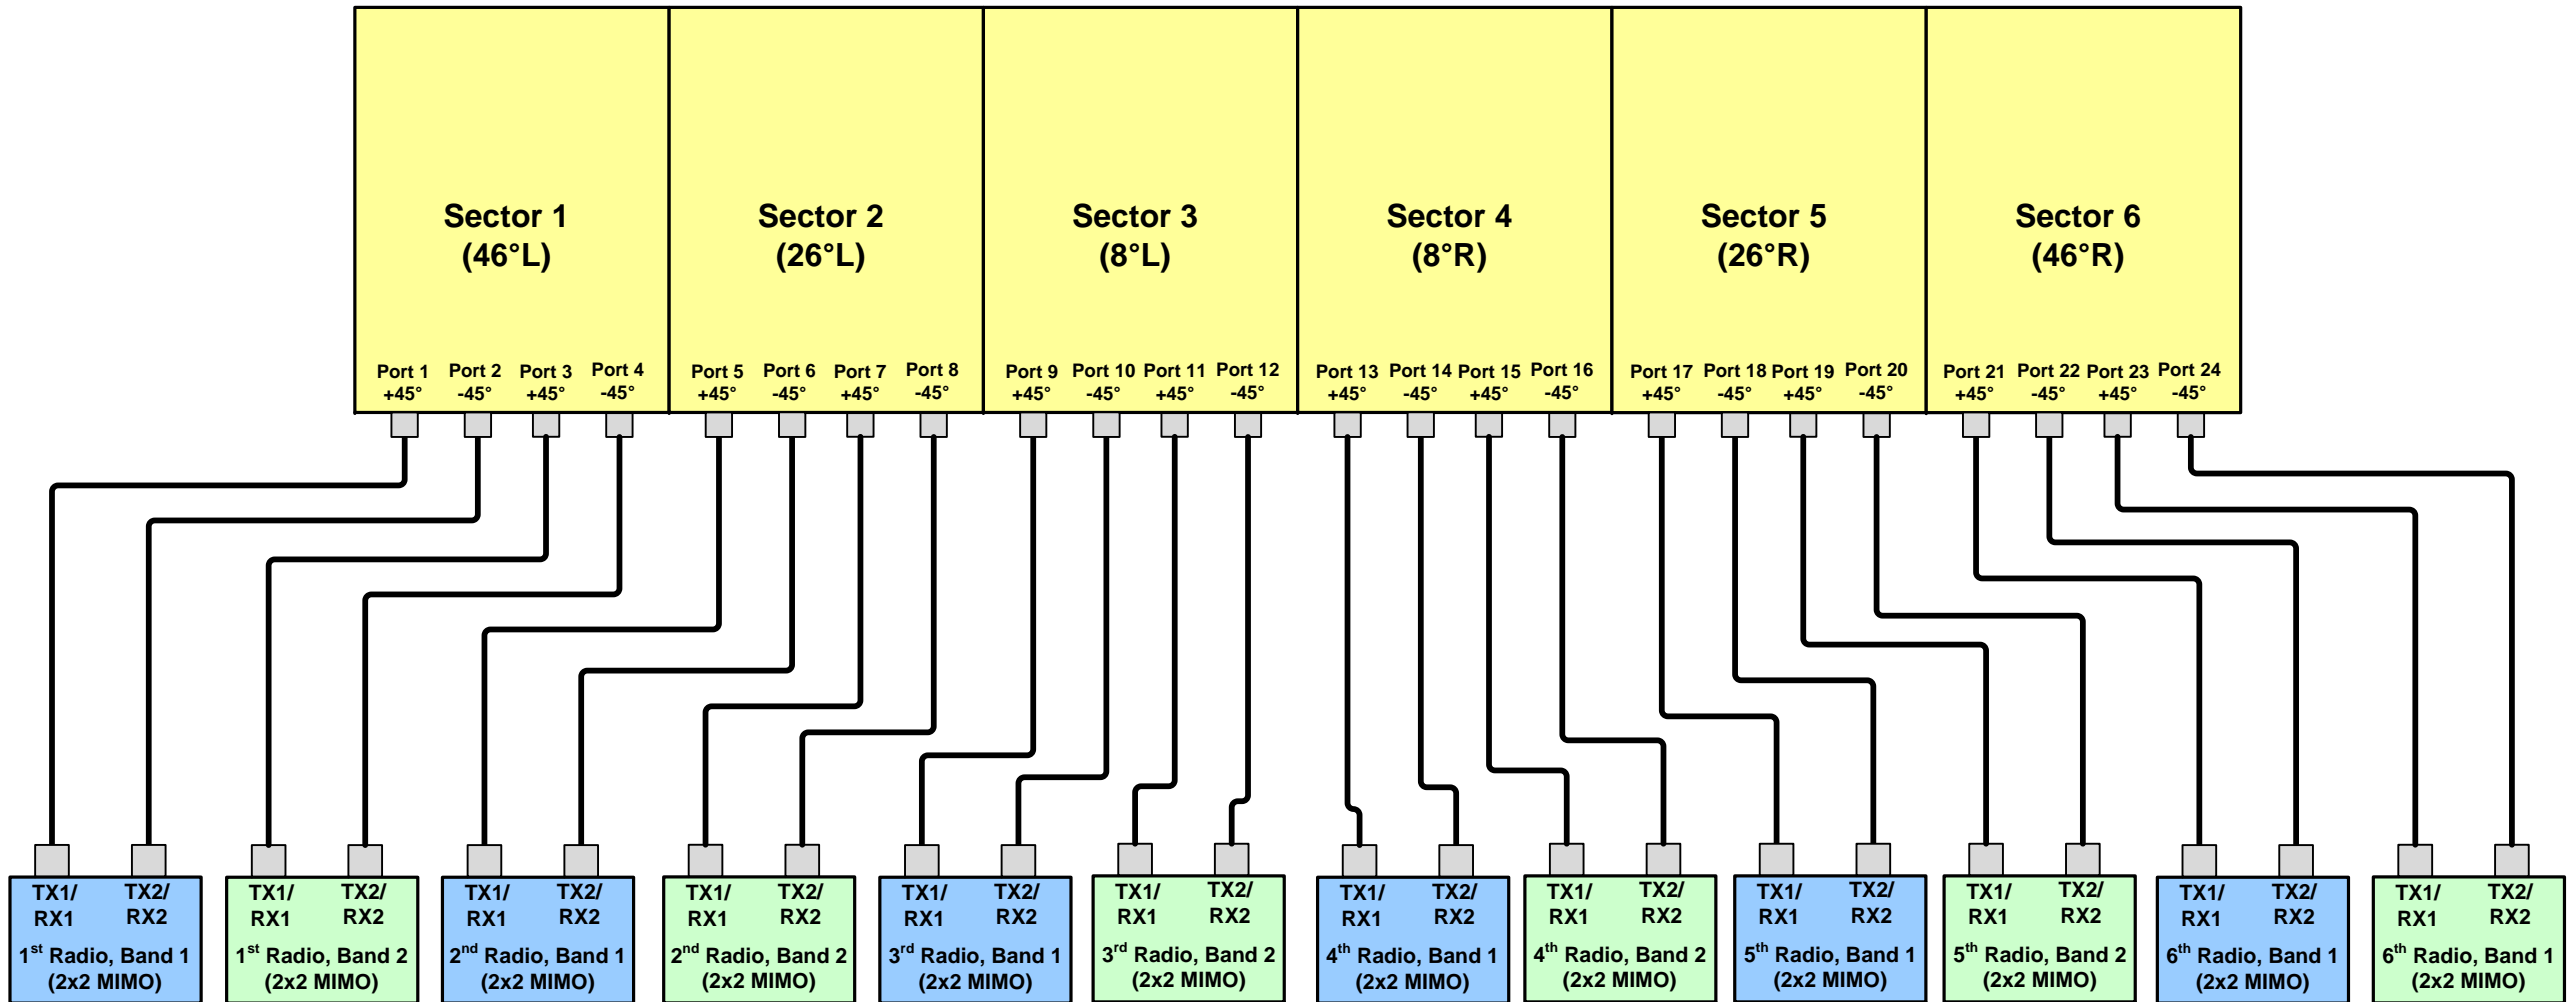 Sector 1
(46°L)
Sector 2
(26°L)
Sector 3
(8°L)
Sector 4
(8°R)
Sector 5
(26°R)
Sector 6
(46°R)
Port 1
+45°
Port 2
-45°
Port 3
+45°
Port 4
-45°
Port 5
+45°
Port 6
-45°
Port 7
+45°
Port 8
-45°
Port 9
+45°
Port 10
-45°
Port 11
+45°
Port 12
-45°
Port 13
+45°
Port 14
-45°
Port 15
+45°
Port 16
-45°
Port 17
+45°
Port 18
-45°
Port 19
+45°
Port 20
-45°
Port 21
+45°
Port 22
-45°
Port 23
+45°
Port 24
-45°
TX1/
RX1
TX2/
RX2
1st Radio, Band 1
(2x2 MIMO)
TX1/
RX1
TX2/
RX2
1st Radio, Band 2
(2x2 MIMO)
TX1/
RX1
TX2/
RX2
2nd Radio, Band 1
(2x2 MIMO)
TX1/
RX1
TX2/
RX2
2nd Radio, Band 2
(2x2 MIMO)
TX1/
RX1
TX2/
RX2
3rd Radio, Band 1
(2x2 MIMO)
TX1/
RX1
TX2/
RX2
3rd Radio, Band 2
(2x2 MIMO)
TX1/
RX1
TX2/
RX2
4th Radio, Band 1
(2x2 MIMO)
TX1/
RX1
TX2/
RX2
4th Radio, Band 2
(2x2 MIMO)
TX1/
RX1
TX2/
RX2
5th Radio, Band 1
(2x2 MIMO)
TX1/
RX1
TX2/
RX2
5th Radio, Band 2
(2x2 MIMO)
TX1/
RX1
TX2/
RX2
6th Radio, Band 1
(2x2 MIMO)
TX1/
RX1
TX2/
RX2
6th Radio, Band 2
(2x2 MIMO)